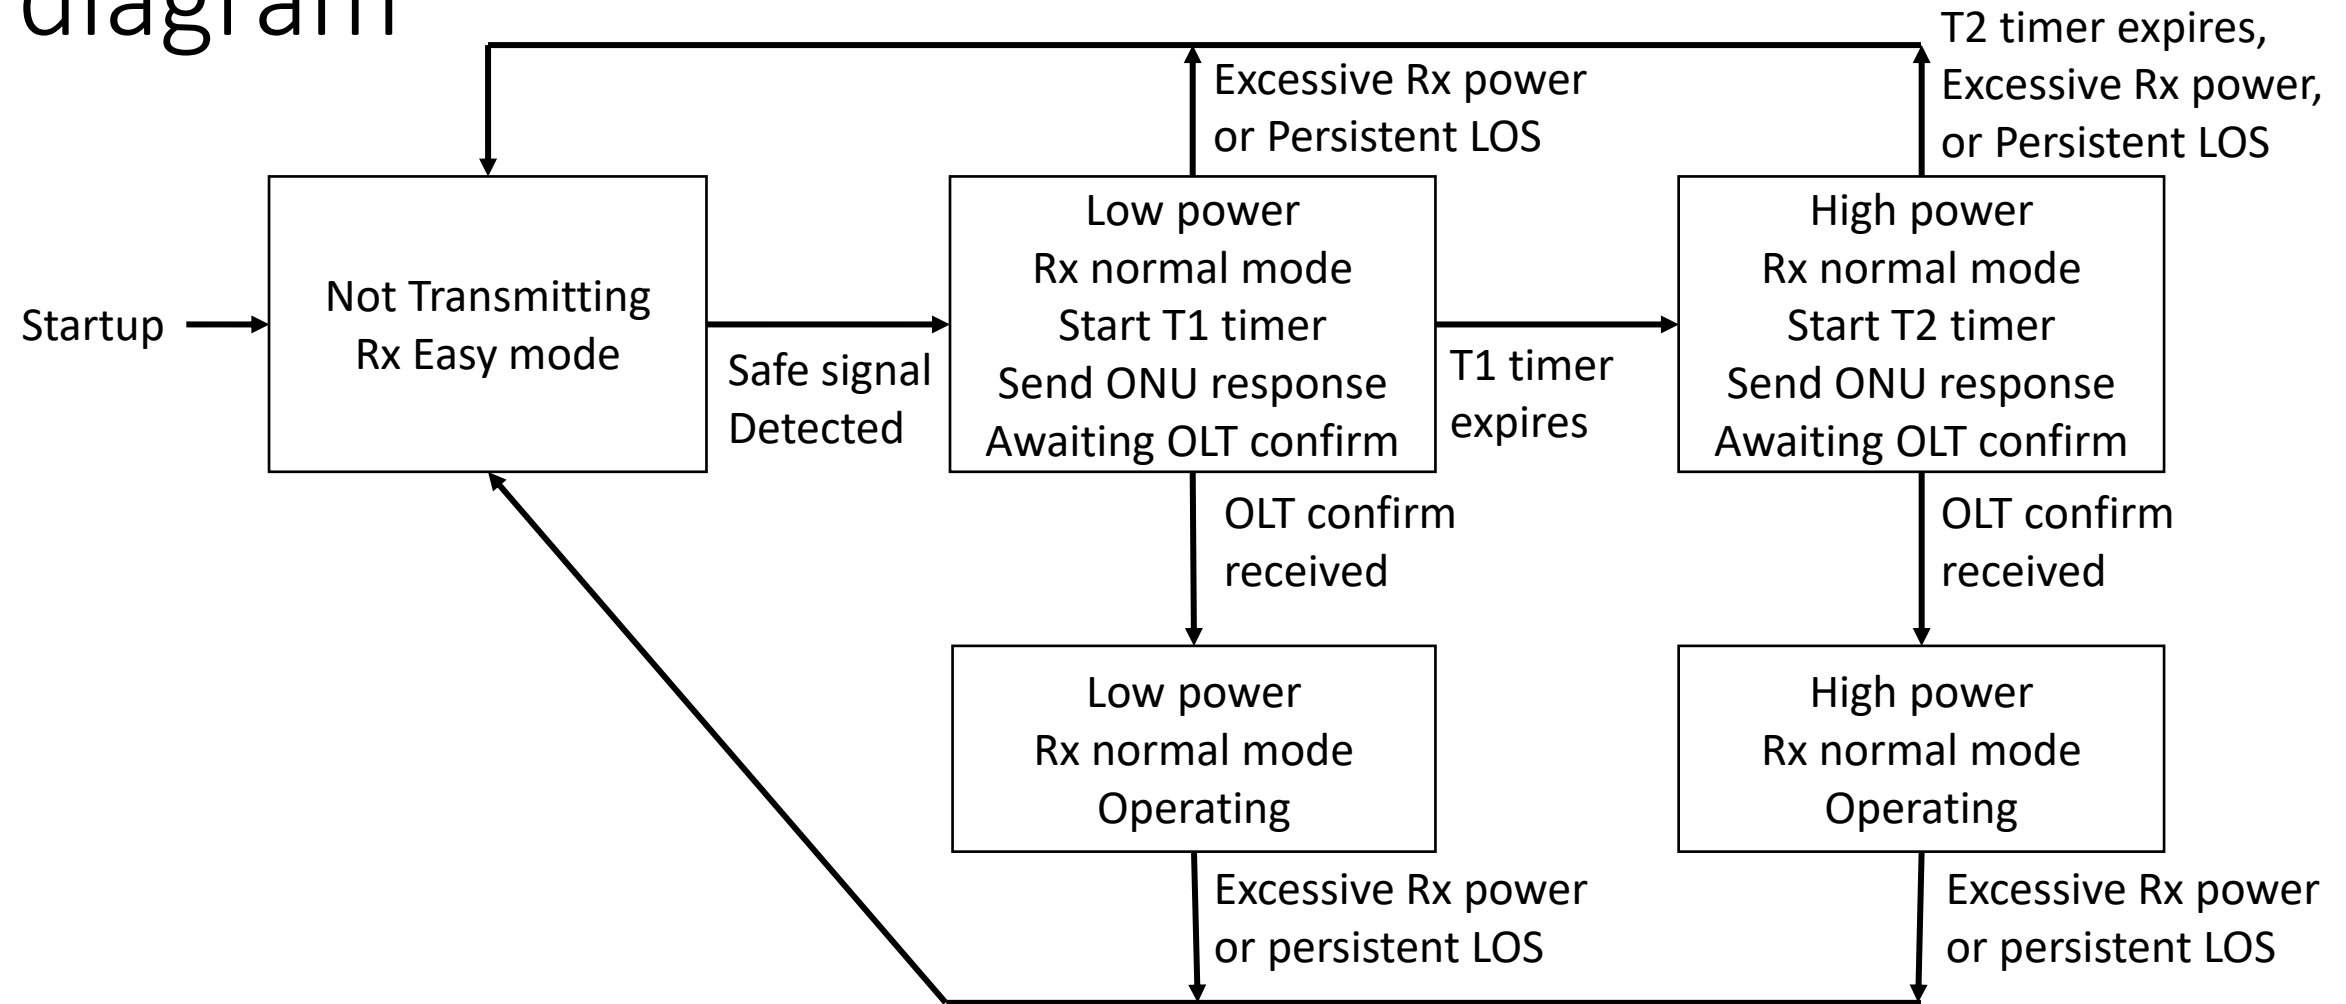 diagram
T2 timer expires,
Excessive Rx power,
or Persistent LOS
Excessive Rx power
or Persistent LOS
Startup
Not Transmitting
Rx Easy mode
Safe signal
Detected
Low power
Rx normal mode
Start T1 timer
Send ONU response
Awaiting OLT confirm
T1 timer
expires
High power
Rx normal mode
Start T2 timer
Send ONU response
Awaiting OLT confirm
OLT confirm
received
OLT confirm
received
Low power
Rx normal mode
Operating
High power
Rx normal mode
Operating
Excessive Rx power
or persistent LOS
Excessive Rx power
or persistent LOS